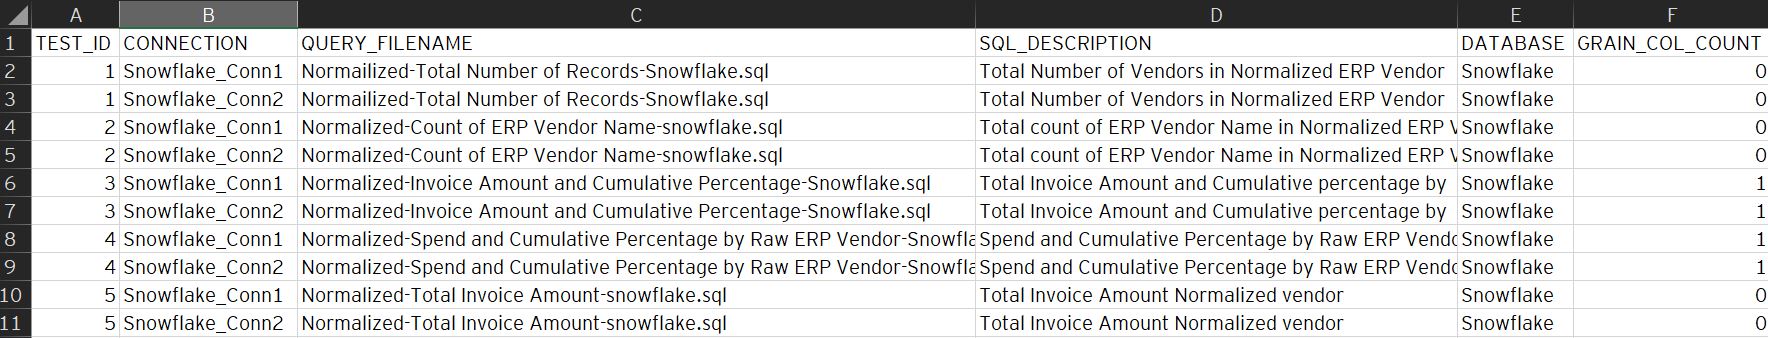 A B C D E F
1 TEST_ID CONNECTION QUERY_FILENAME SQL_DESCRIPTION DATABASE GRAIN_COL_COUNT
2 1 Snowflake_Conn1 Normailized-Total Number of Records-Snowflake.sql Total Number of Vendors in Normalized ERP Vendor Snowflake 0
3 1 Snowflake_Conn2 Normailized-Total Number of Records-Snowflake.sql Total Number of Vendors in Normalized ERP Vendor Snowflake 0
4 2 Snowflake_Conn1 Normalized-Count of ERP Vendor Name-snowflake.sql Total count of ERP Vendor Name in Normalized ERP V Snowflake 0
5 2 Snowflake_Conn2 Normalized-Count of ERP Vendor Name-snowflake.sql Total count of ERP Vendor Name in Normalized ERP V Snowflake 0
6 3 Snowflake_Conn1 Normalized-Invoice Amount and Cumulative Percentage-Snowflake.sql Total Invoice Amount and Cumulative percentage by Snowflake 1
7 3 Snowflake_Conn2 Normalized-Invoice Amount and Cumulative Percentage-Snowflake.sql Total Invoice Amount and Cumulative percentage by Snowflake 1
8 4 Snowflake_Conn1 Normalized-Spend and Cumulative Percentage by Raw ERP Vendor-Snowfla Spend and Cumulative Percentage by Raw ERP Vendo Snowflake 1
9 4 Snowflake_Conn2 Normalized-Spend and Cumulative Percentage by Raw ERP Vendor-Snowfla Spend and Cumulative Percentage by Raw ERP Vendo Snowflake 1
10 5 Snowflake_Conn1 Normalized-Total Invoice Amount-snowflake.sql Total Invoice Amount Normalized vendor Snowflake 0
11 5 Snowflake_Conn2 Normalized-Total Invoice Amount-snowflake.sql Total Invoice Amount Normalized vendor Snowflake 0